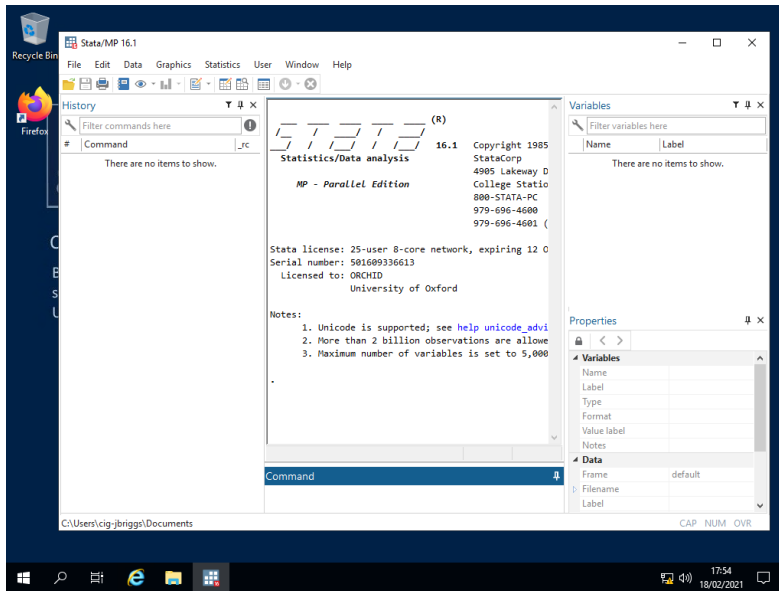 Recycle Bin
Firefox
Stata/MP 16.1
File Edit Data Graphics Statistics User Window Help
History
Filter commands here
# Command _rc
There are no items to show.
(R)
16.1 Copyright 1985
Statistics/Data analysis StataCorp
4905 Lakeway D
MP - Parallel Edition College Statio
800-STATA-PC
979-696-4600
979-696-4601 (
Stata license: 25-user 8-core network, expiring 12 O
Serial number: 501609336613
Licensed to: ORCHID
University of Oxford
Notes:
1. Unicode is supported; see help unicode_advi
2. More than 2 billion observations are allowe
3. Maximum number of variables is set to 5,000
.
Command
Variables
Filter variables here
Name Label
There are no items to show.
Properties
Variables
Name
Label
Type
Format
Value label
Notes
Data
Frame default
Filename
Label
C:\Users\cig-jbriggs\Documents
CAP NUM OVR
17:54
18/02/2021